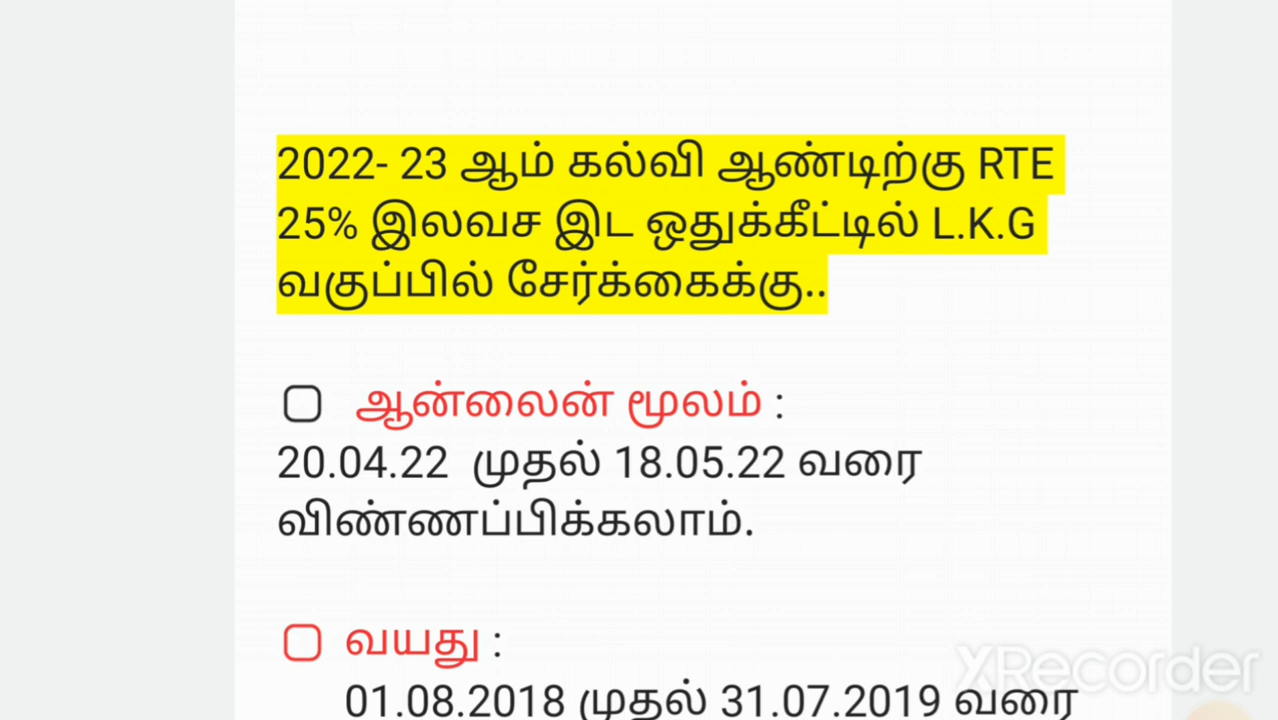 2022- 23 ஆம் கல்வி ஆண்டிற்கு RTE
25% இலவச இட ஒதுக்கீட்டில் L.K.G
வகுப்பில் சேர்க்கைக்கு..
ஆன்லைன் மூலம் :
20.04.22 முதல் 18.05.22 வரை
விண்ணப்பிக்கலாம்.
வயது :
01.08.2018 முதல் 31.07.2019 வரை
XRecorder